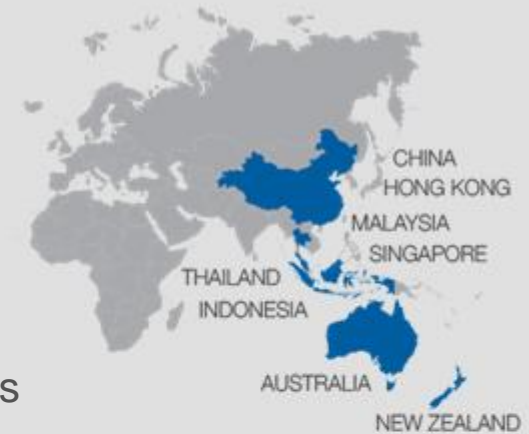 CHINA
HONG KONG
MALAYSIA
SINGAPORE
THAILAND
INDONESIA
s
AUSTRALIA
NEW ZEALAND